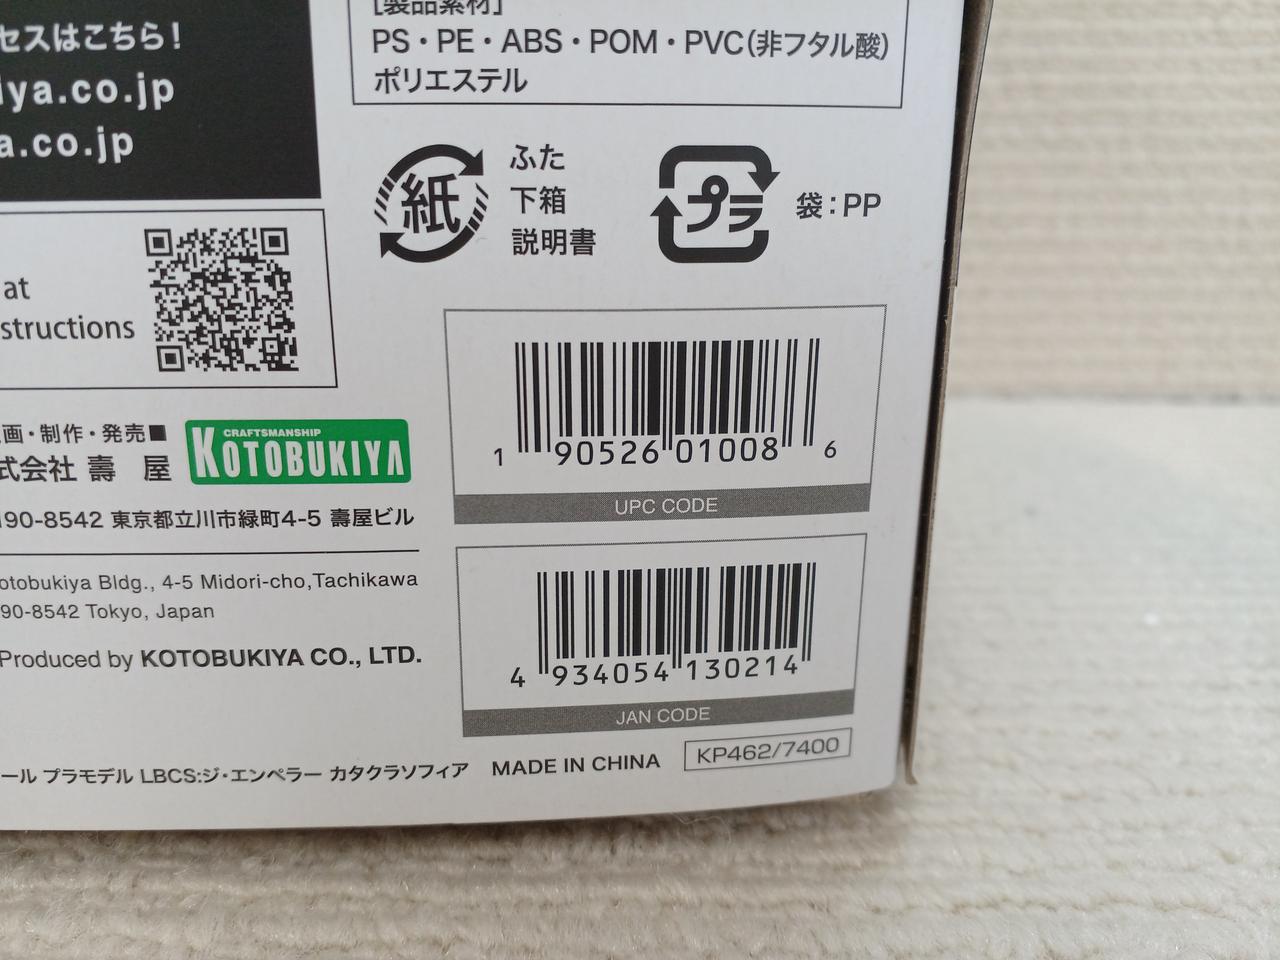 セスはこちら！
iya.co.jp
a.co.jp
[製品素材]
PS・PE・ABS・POM・PVC(非フタル酸)
ポリエステル
紙
ふた
下箱
説明書
プラ
袋：PP
at
structions
画・制作・発売■
式会社 壽 屋
CRAFTSMANSHIP
KOTOBUKIYA
190-8542 東京都立川市緑町4-5 壽屋ビル
otobukiya Bldg., 4-5 Midori-cho,Tachikawa
90-8542 Tokyo, Japan
Produced by KOTOBUKIYA CO., LTD.
1 90526 01008 6
UPC CODE
4 934054 130214
JAN CODE
ール プラモデル LBCS:ジ・エンペラー カタクラソフィア
MADE IN CHINA
KP462/7400